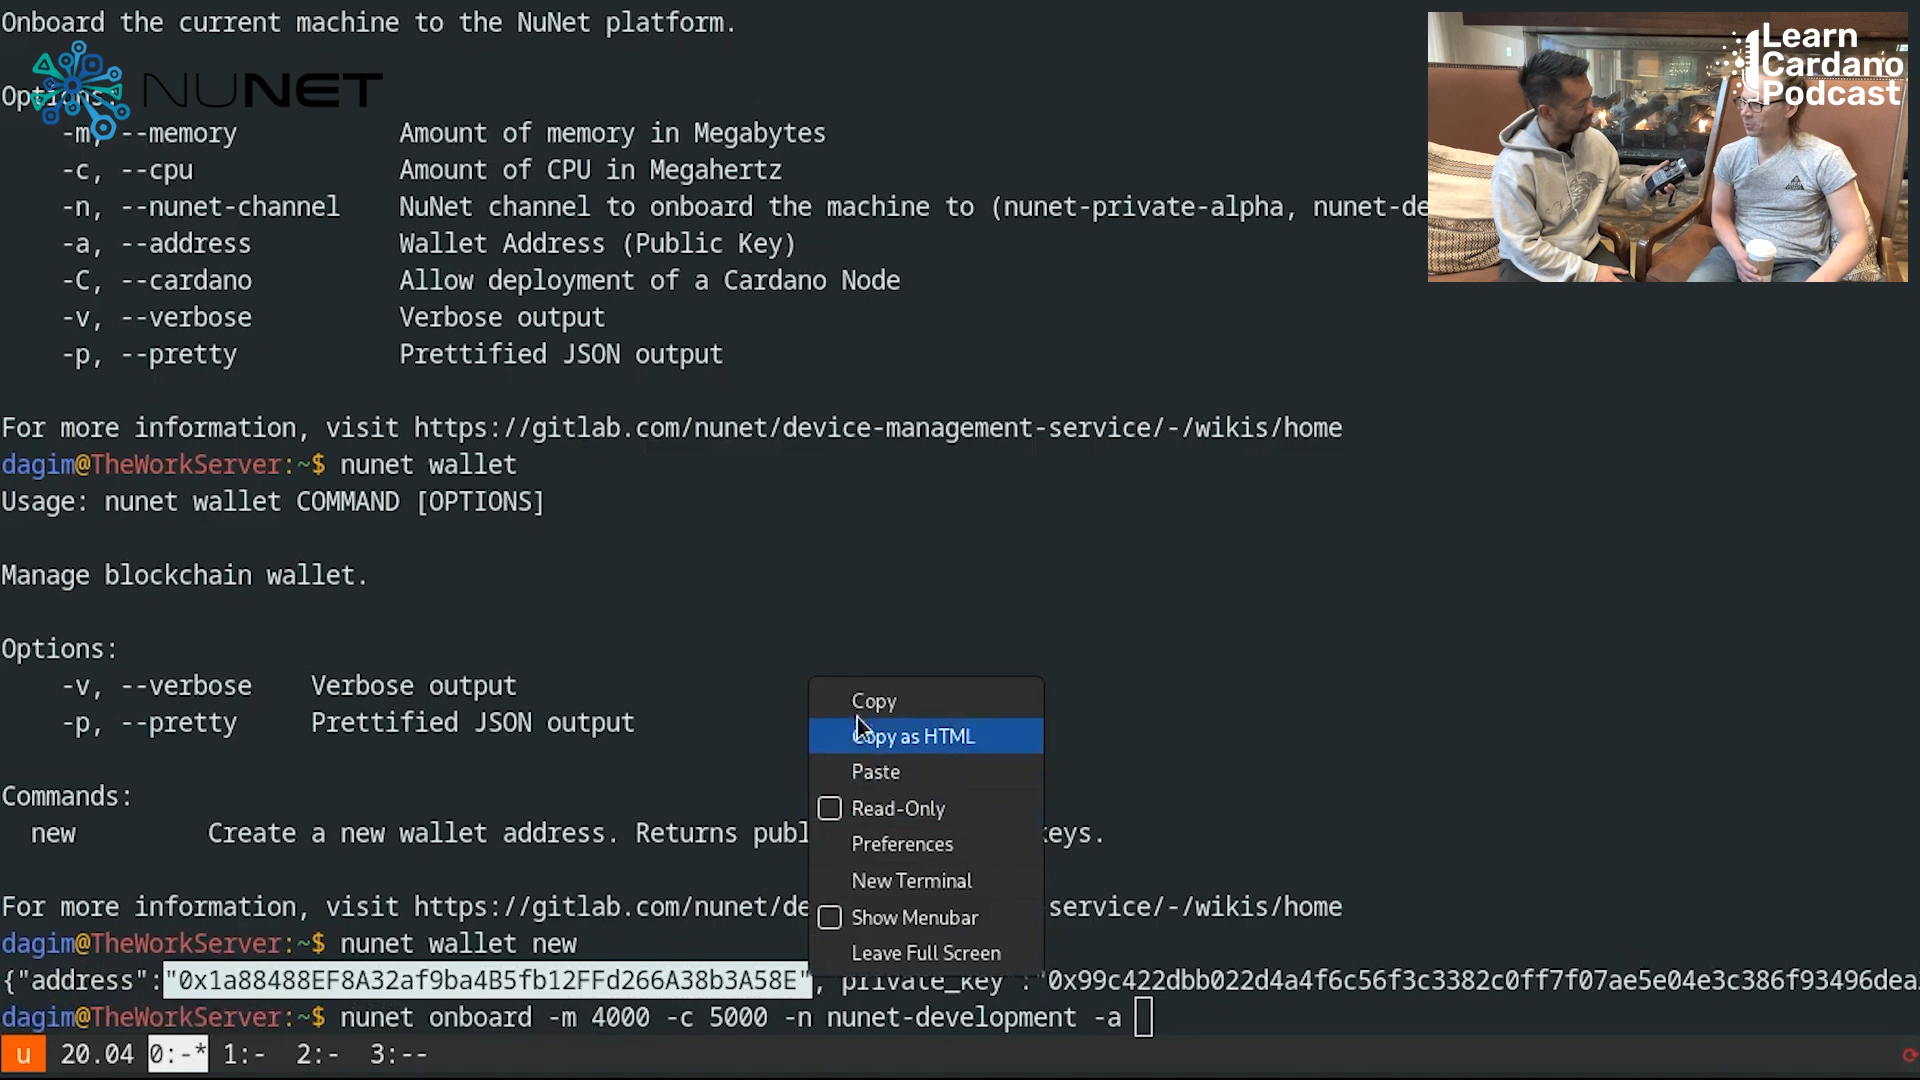 Onboard the current machine to the NuNet platform.
NUNET
Options:
-m, --memory Amount of memory in Megabytes
-c, --cpu Amount of CPU in Megahertz
-n, --nunet-channel NuNet channel to onboard the machine to (nunet-private-alpha, nunet-de
-a, --address Wallet Address (Public Key)
-C, --cardano Allow deployment of a Cardano Node
-v, --verbose Verbose output
-p, --pretty Prettified JSON output
Learn
Cardano
Podcast
For more information, visit https://gitlab.com/nunet/device-management-service/-/wikis/home
dagim@TheWorkServer:~$ nunet wallet
Usage: nunet wallet COMMAND [OPTIONS]
Manage blockchain wallet.
Options:
-v, --verbose Verbose output
-p, --pretty Prettified JSON output
Commands:
new Create a new wallet address. Returns publ keys.
For more information, visit https://gitlab.com/nunet/de service/-/wikis/home
dagim@TheWorkServer:~$ nunet wallet new
{"address":"0x1a88488EF8A32af9ba4B5fb12FFd266A38b3A58E", private_key":"0x99c422dbb022d4a4f6c56f3c3382c0ff7f07ae5e04e3c386f93496dea
dagim@TheWorkServer:~$ nunet onboard -m 4000 -c 5000 -n nunet-development -a
Copy
Copy as HTML
Paste
Read-Only
Preferences
New Terminal
Show Menubar
Leave Full Screen
u 20.04 0:-* 1:- 2:- 3:--